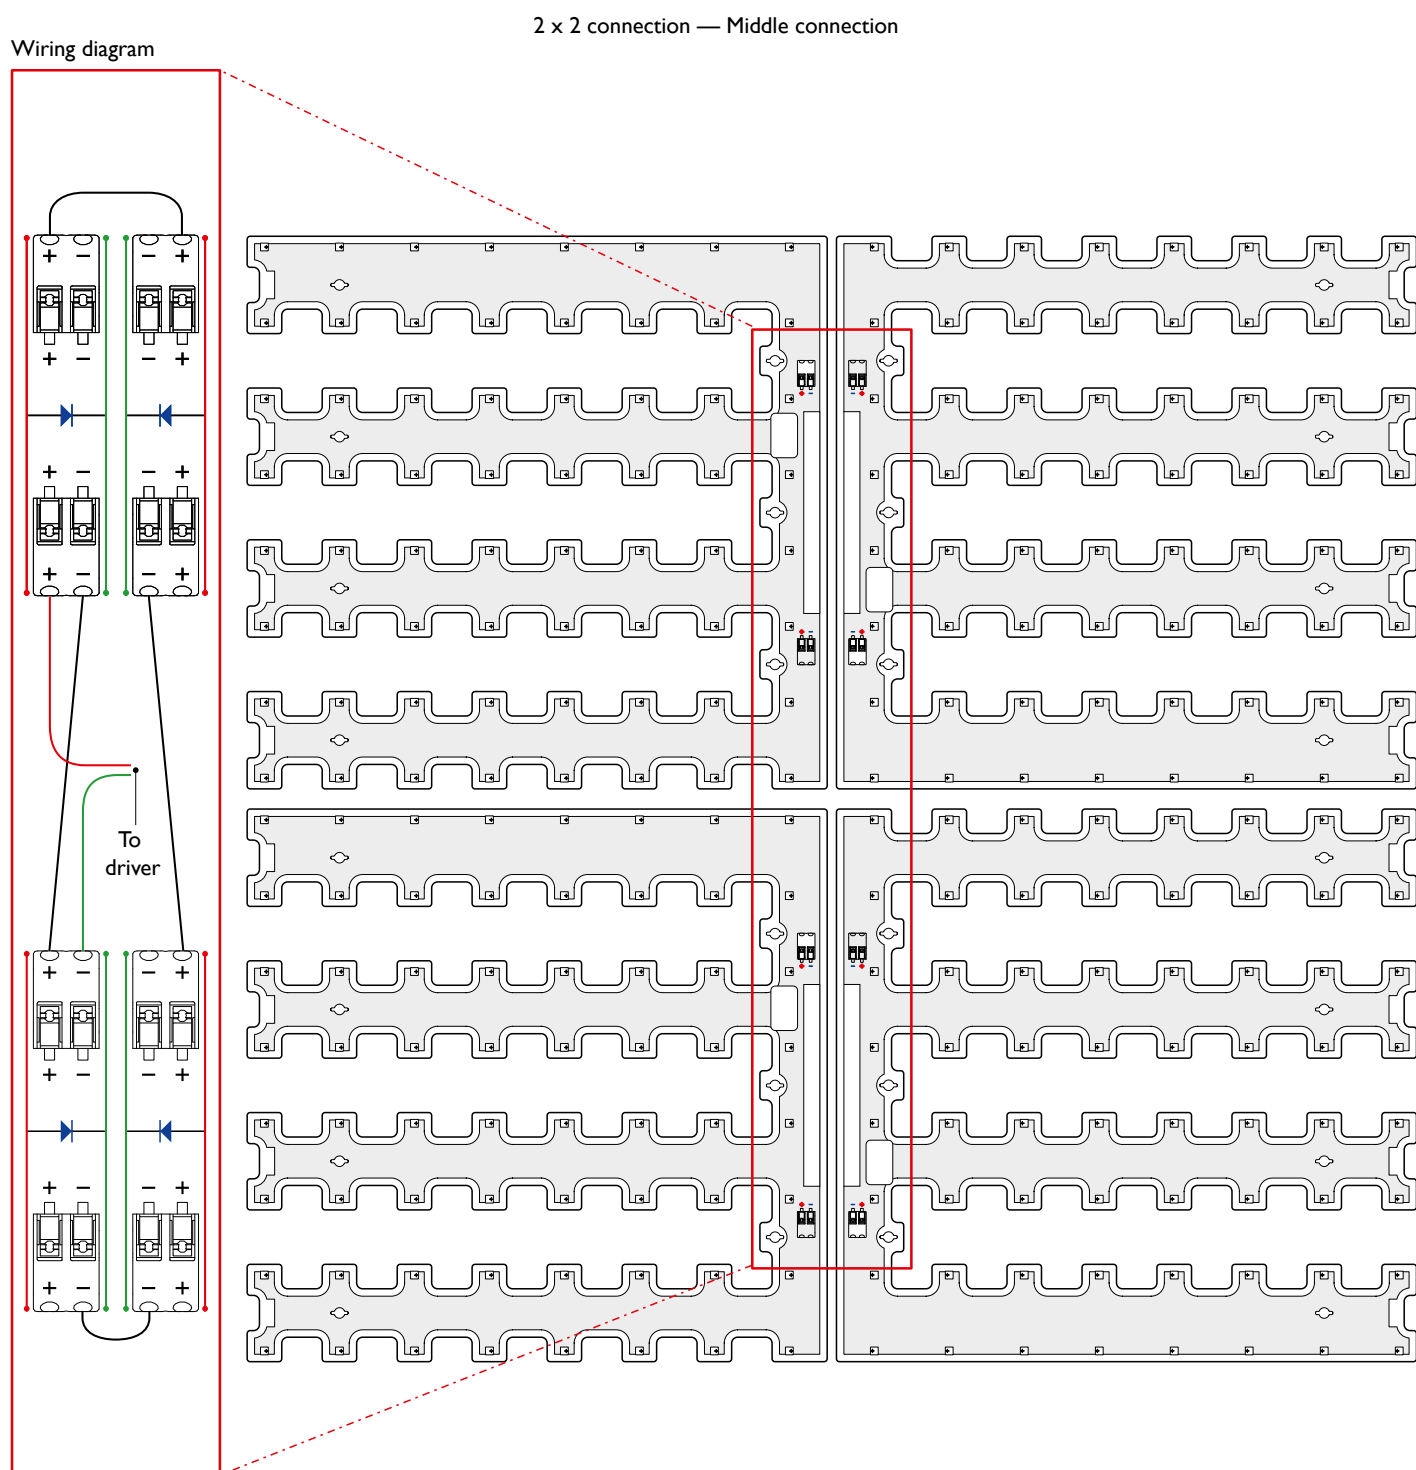 2 x 2 connection — Middle connection
Wiring diagram
+ − − +
+ − − +
+ − − +
+ − − +
To
driver
+ − − +
+ − − +
+ − − +
+ − − +